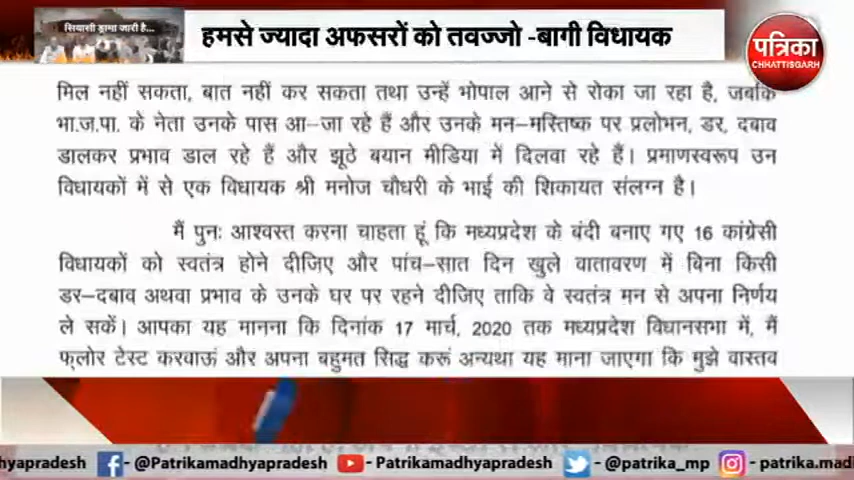 सियासी ड्रामा जारी है...
हमसे ज्यादा अफसरों को तवज्जो -बागी विधायक
पत्रिका
CHHATTISGARH
मिल नहीं सकता, बात नहीं कर सकता तथा उन्हें भोपाल आने से रोका जा रहा है, जबकि
भा.ज.पा. के नेता उनके पास आ-जा रहे हैं और उनके मन-मस्तिष्क पर प्रलोभन, डर, दबाव
डालकर प्रभाव डाल रहे हैं और झूठे बयान मीडिया में दिलवा रहे हैं। प्रमाणस्वरूप उन
विधायकों में से एक विधायक श्री मनोज चौधरी के भाई की शिकायत संलग्न है।
मैं पुनः आश्वस्त करना चाहता हूं कि मध्यप्रदेश के बंदी बनाए गए 16 कांग्रेसी
विधायकों को स्वतंत्र होने दीजिए और पांच-सात दिन खुले वातावरण में बिना किसी
डर-दबाव अथवा प्रभाव के उनके घर पर रहने दीजिए ताकि वे स्वतंत्र मन से अपना निर्णय
ले सकें। आपका यह मानना कि दिनांक 17 मार्च, 2020 तक मध्यप्रदेश विधानसभा में, मैं
फ्लोर टेस्ट करवाऊं और अपना बहुमत सिद्ध करूं अन्यथा यह माना जाएगा कि मुझे वास्तव
hyapradesh - @Patrikamadhyapradesh - Patrikamadhyapradesh - @patrika_mp - patrika.mad